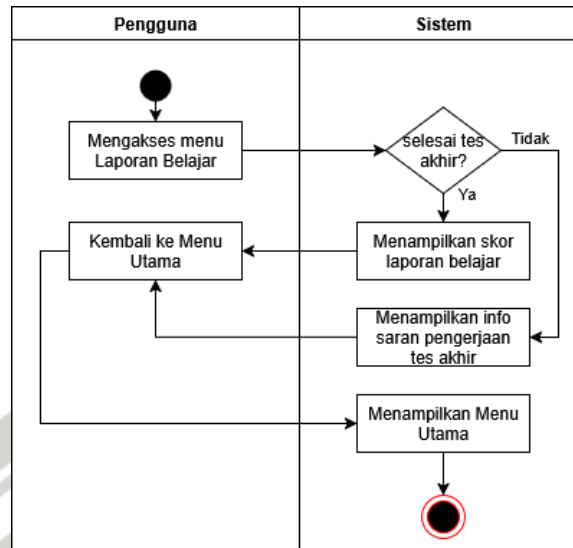 Pengguna
Sistem
Mengakses menu
Laporan Belajar
selesai tes
akhir?
Tidak
Ya
Kembali ke Menu
Utama
Menampilkan skor
laporan belajar
Menampilkan info
saran pengerjaan
tes akhir
Menampilkan Menu
Utama